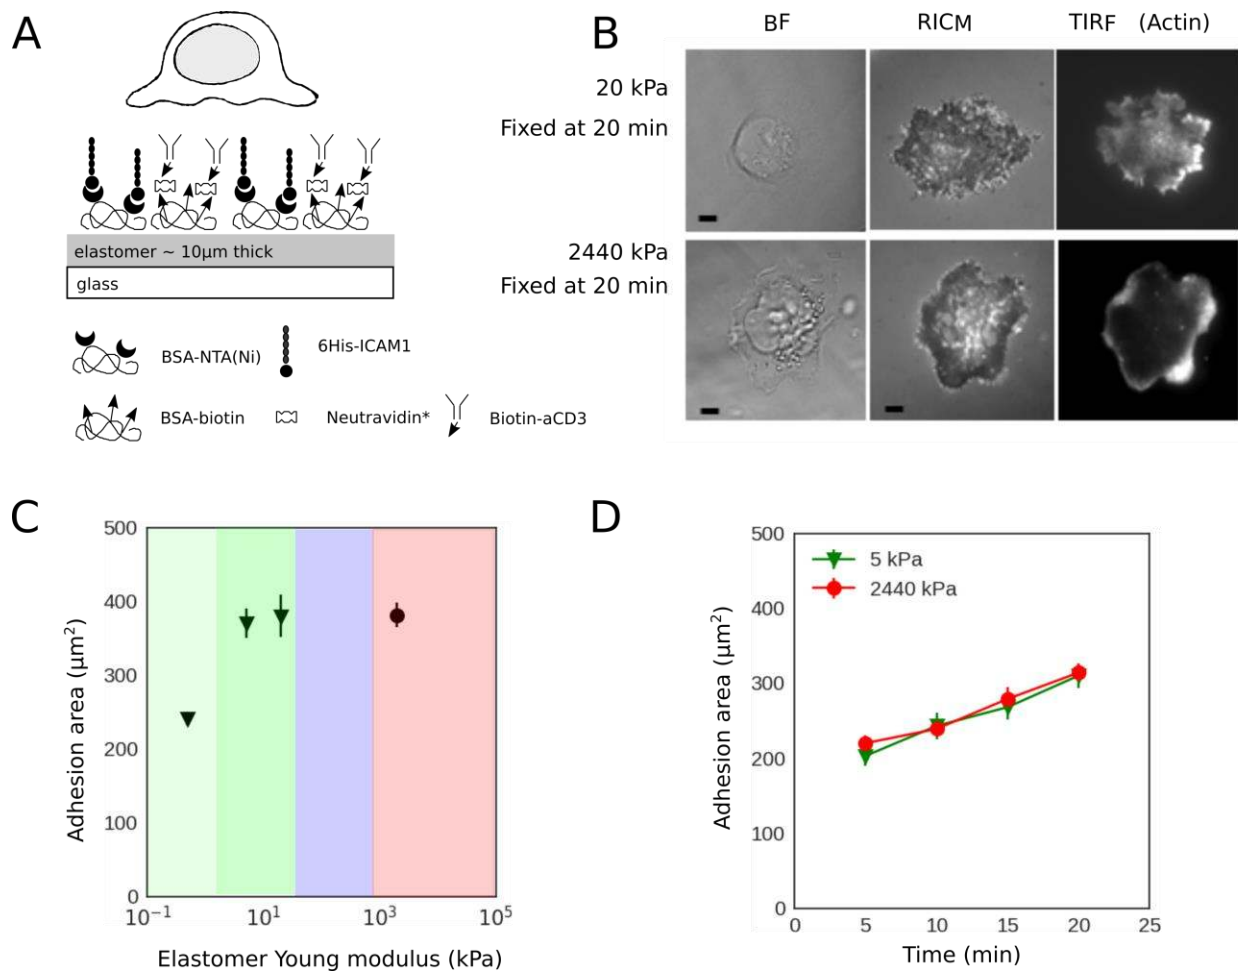 A
elastomer ~ 10µm thick
glass
BSA-NTA(Ni)
6His-ICAM1
BSA-biotin
Neutravidin*
Biotin-aCD3
B
BF
RICM
TIRF (Actin)
20 kPa
Fixed at 20 min
2440 kPa
Fixed at 20 min
C
Adhesion area (µm²)
500
400
300
200
100
0
10⁻¹
10¹
10³
10⁵
Elastomer Young modulus (kPa)
D
Adhesion area (µm²)
500
400
300
200
100
0
5 kPa
2440 kPa
0
5
10
15
20
25
Time (min)